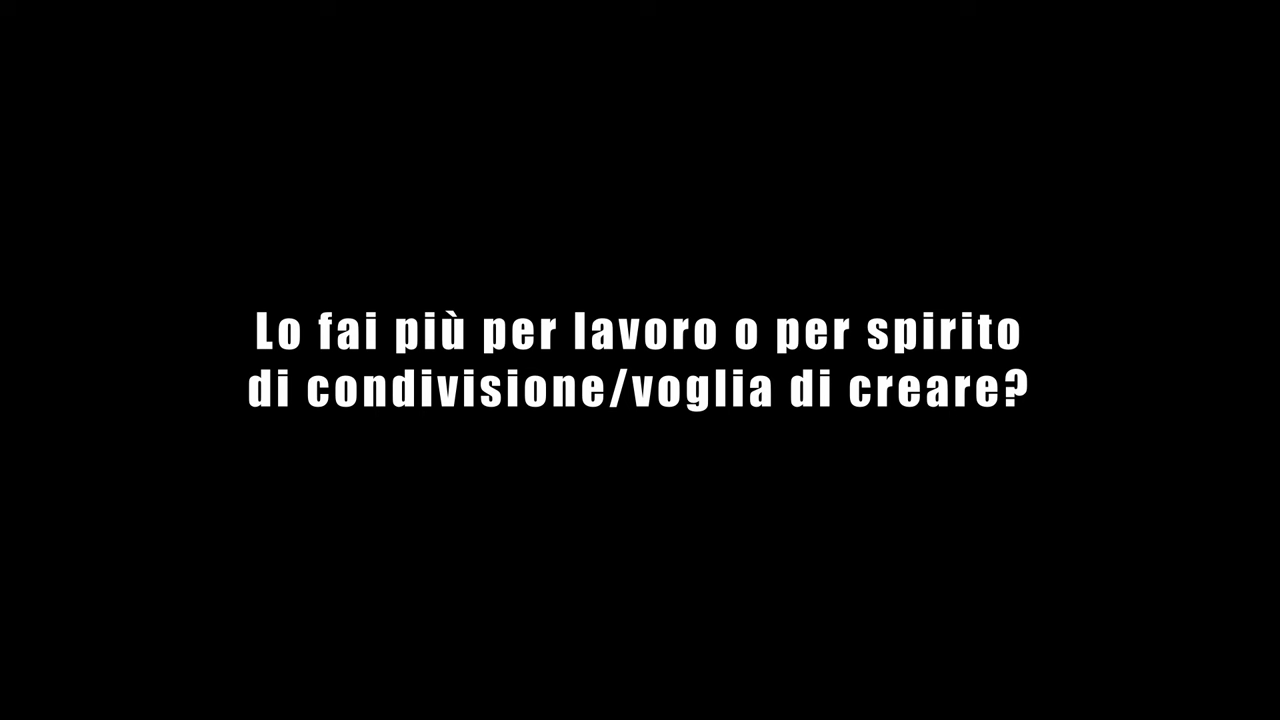 Lo fai più per lavoro o per spirito
di condivisione/voglia di creare?